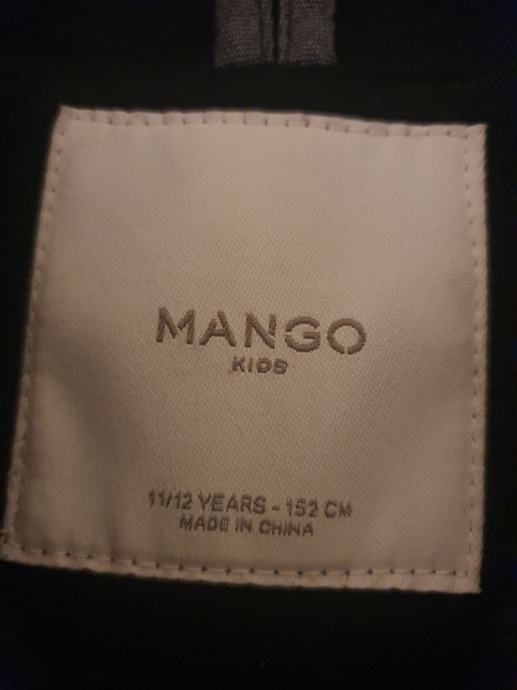 MANGO
KIDS
11/12 YEARS - 152 CM
MADE IN CHINA